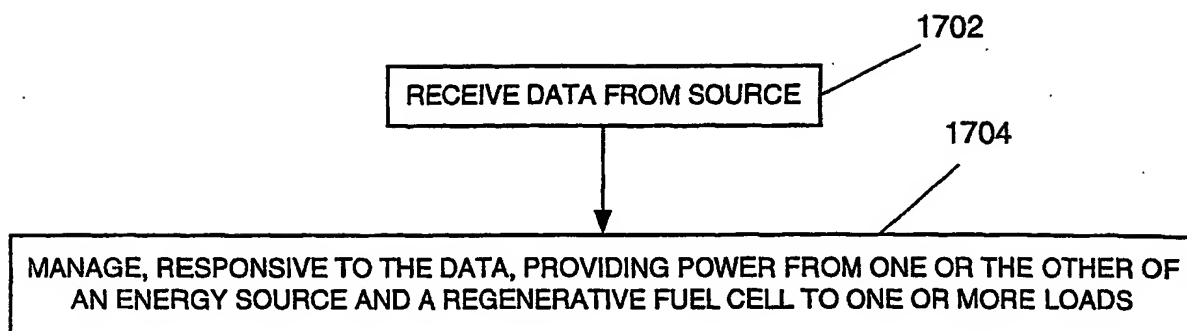 1702
RECEIVE DATA FROM SOURCE
1704
MANAGE, RESPONSIVE TO THE DATA, PROVIDING POWER FROM ONE OR THE OTHER OF
AN ENERGY SOURCE AND A REGENERATIVE FUEL CELL TO ONE OR MORE LOADS